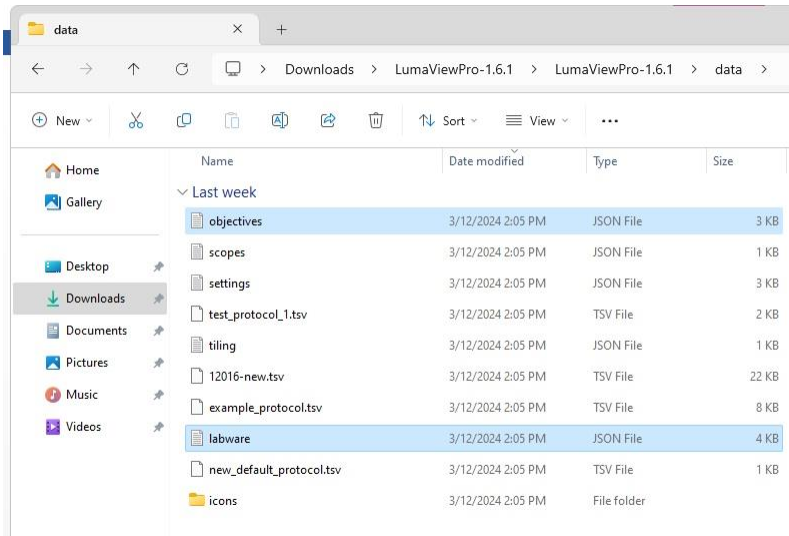 data
Downloads > LumaViewPro-1.6.1 > LumaViewPro-1.6.1 > data >
New Sort View ...
Name Date modified Type Size
Home
Gallery
Desktop
Downloads
Documents
Pictures
Music
Videos
Last week
objectives 3/12/2024 2:05 PM JSON File 3 KB
scopes 3/12/2024 2:05 PM JSON File 1 KB
settings 3/12/2024 2:05 PM JSON File 3 KB
test_protocol_1.tsv 3/12/2024 2:05 PM TSV File 2 KB
tiling 3/12/2024 2:05 PM JSON File 1 KB
12016-new.tsv 3/12/2024 2:05 PM TSV File 22 KB
example_protocol.tsv 3/12/2024 2:05 PM TSV File 8 KB
labware 3/12/2024 2:05 PM JSON File 4 KB
new_default_protocol.tsv 3/12/2024 2:05 PM TSV File 1 KB
icons 3/12/2024 2:05 PM File folder